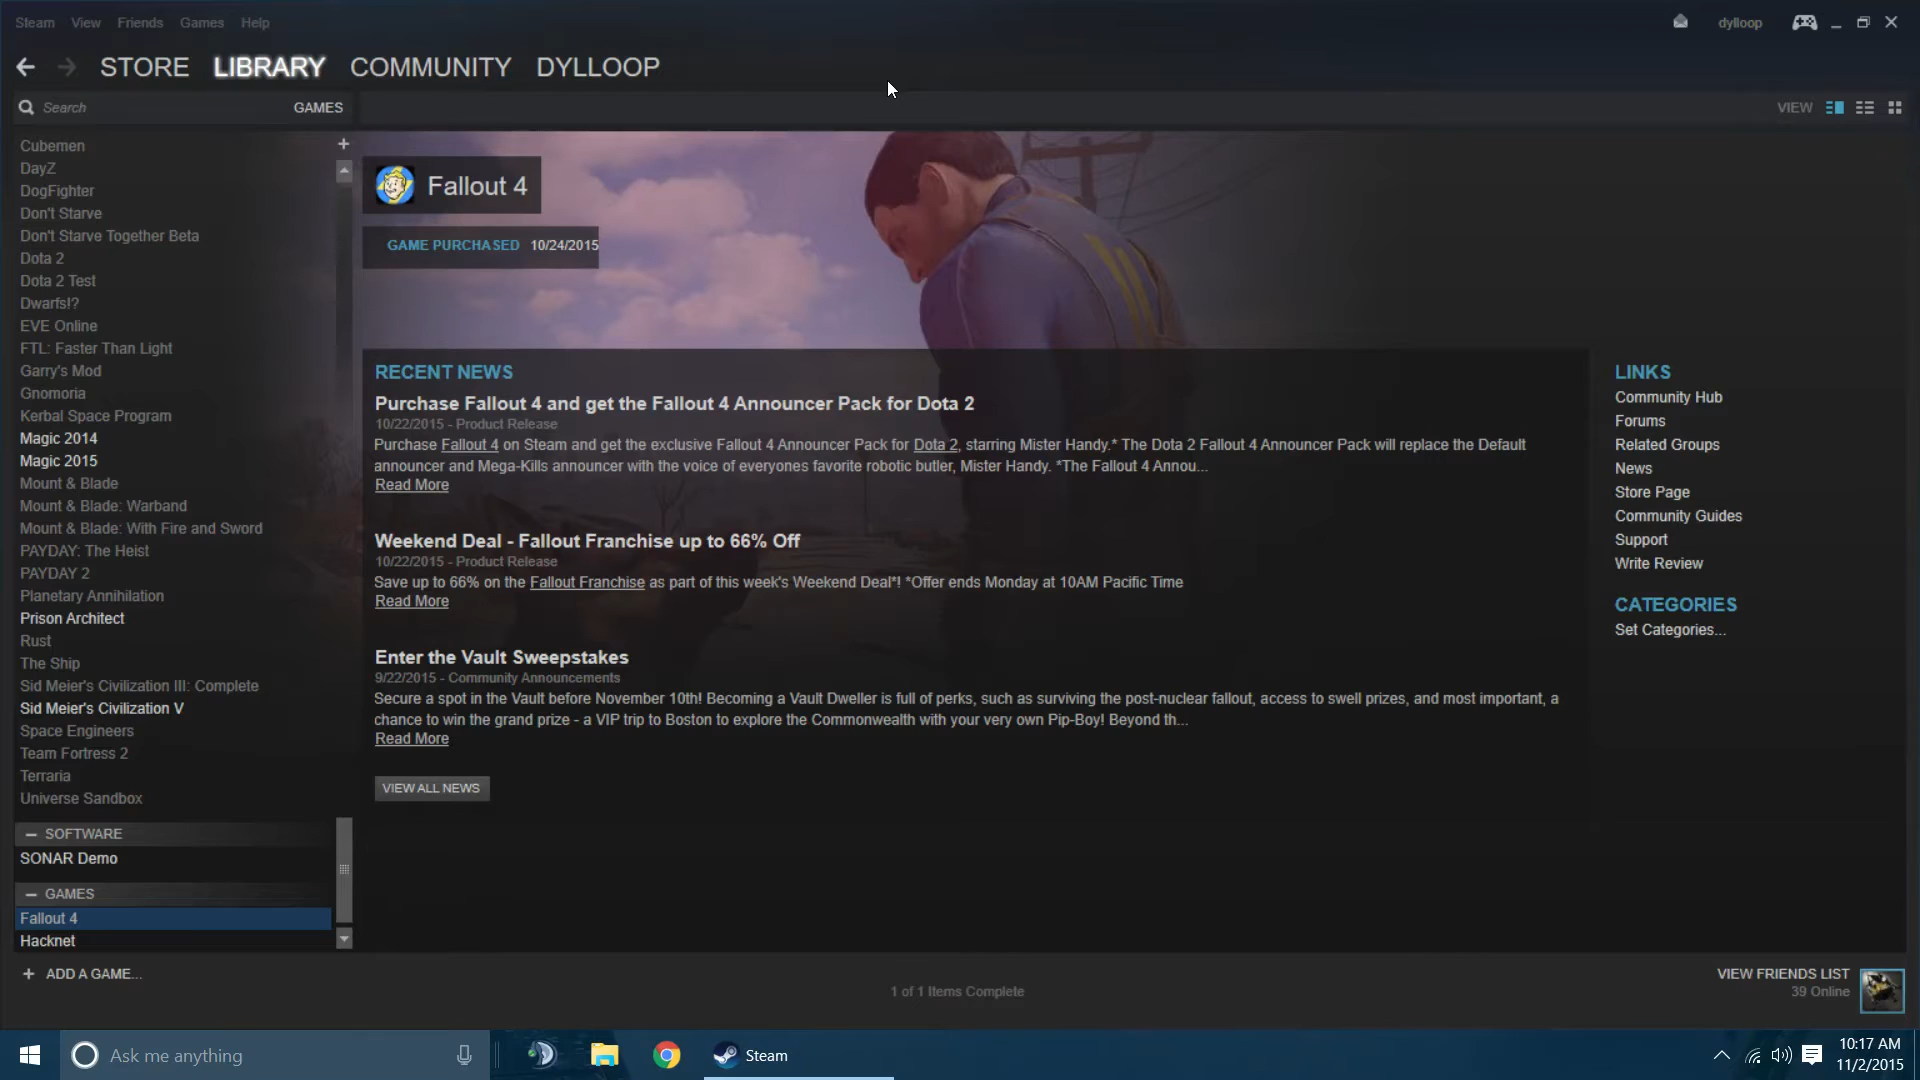 Steam View Friends Games Help
dylloop
STORE LIBRARY COMMUNITY DYLLOOP
Search GAMES
VIEW
Cubemen
DayZ
DogFighter
Don't Starve
Don't Starve Together Beta
Dota 2
Dota 2 Test
Dwarfs!?
EVE Online
FTL: Faster Than Light
Garry's Mod
Gnomoria
Kerbal Space Program
Magic 2014
Magic 2015
Mount & Blade
Mount & Blade: Warband
Mount & Blade: With Fire and Sword
PAYDAY: The Heist
PAYDAY 2
Planetary Annihilation
Prison Architect
Rust
The Ship
Sid Meier's Civilization III: Complete
Sid Meier's Civilization V
Space Engineers
Team Fortress 2
Terraria
Universe Sandbox
– SOFTWARE
SONAR Demo
– GAMES
Fallout 4
Hacknet
+ ADD A GAME...
Fallout 4
GAME PURCHASED 10/24/2015
RECENT NEWS
Purchase Fallout 4 and get the Fallout 4 Announcer Pack for Dota 2
10/22/2015 - Product Release
Purchase Fallout 4 on Steam and get the exclusive Fallout 4 Announcer Pack for Dota 2, starring Mister Handy.* The Dota 2 Fallout 4 Announcer Pack will replace the Default
announcer and Mega-Kills announcer with the voice of everyones favorite robotic butler, Mister Handy. *The Fallout 4 Annou...
Read More
Weekend Deal - Fallout Franchise up to 66% Off
10/22/2015 - Product Release
Save up to 66% on the Fallout Franchise as part of this week's Weekend Deal*! *Offer ends Monday at 10AM Pacific Time
Read More
Enter the Vault Sweepstakes
9/22/2015 - Community Announcements
Secure a spot in the Vault before November 10th! Becoming a Vault Dweller is full of perks, such as surviving the post-nuclear fallout, access to swell prizes, and most important, a
chance to win the grand prize - a VIP trip to Boston to explore the Commonwealth with your very own Pip-Boy! Beyond th...
Read More
VIEW ALL NEWS
LINKS
Community Hub
Forums
Related Groups
News
Store Page
Community Guides
Support
Write Review
CATEGORIES
Set Categories...
1 of 1 Items Complete
VIEW FRIENDS LIST
39 Online
Ask me anything
Steam
10:17 AM
11/2/2015